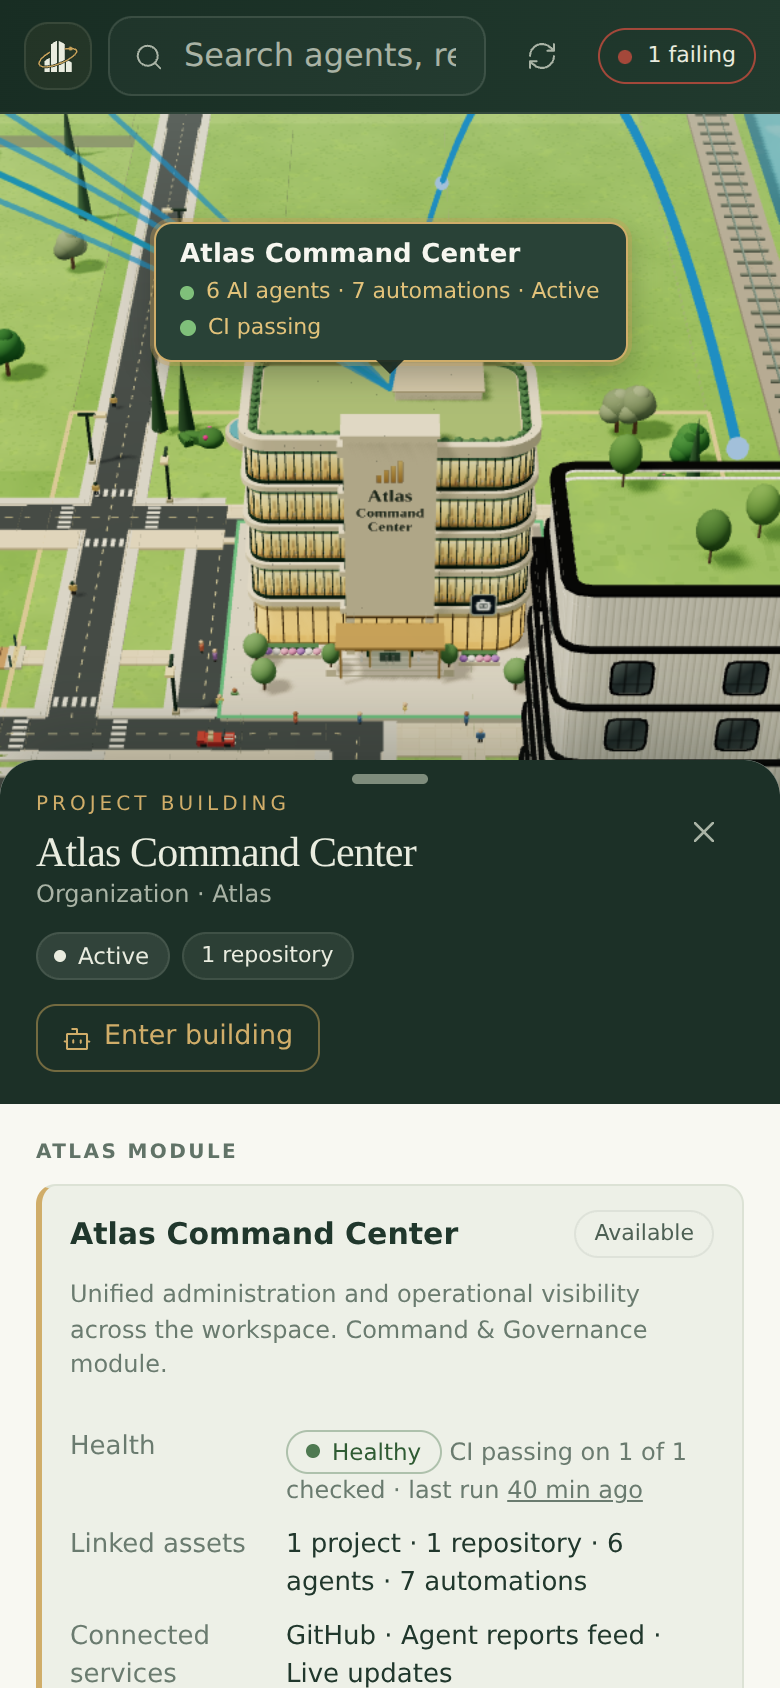 Search agents, re
1 failing
Atlas Command Center
6 AI agents · 7 automations · Active
CI passing
Atlas
Command
Center
PROJECT BUILDING
Atlas Command Center
Organization · Atlas
Active
1 repository
Enter building
ATLAS MODULE
Atlas Command Center
Available
Unified administration and operational visibility
across the workspace. Command & Governance
module.
Health
Healthy CI passing on 1 of 1
checked · last run 40 min ago
Linked assets
1 project · 1 repository · 6
agents · 7 automations
Connected
services
GitHub · Agent reports feed ·
Live updates